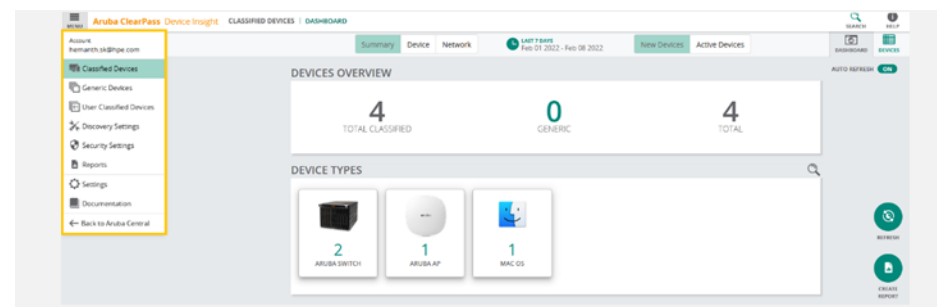 MENU Aruba ClearPass Device Insight CLASSIFIED DEVICES | DASHBOARD SEARCH HELP
Account
hemanth.sk@hpe.com
Summary Device Network LAST 7 DAYS New Devices Active Devices DASHBOARD DEVICES
Feb 01 2022 - Feb 08 2022
Classified Devices
Generic Devices
User Classified Devices
Discovery Settings
Security Settings
Reports
Settings
Documentation
← Back to Aruba Central
DEVICES OVERVIEW
AUTO REFRESH ON
4 0 4
TOTAL CLASSIFIED GENERIC TOTAL
DEVICE TYPES
2 1 1
ARUBA SWITCH ARUBA AP MAC OS
REFRESH
CREATE
REPORT